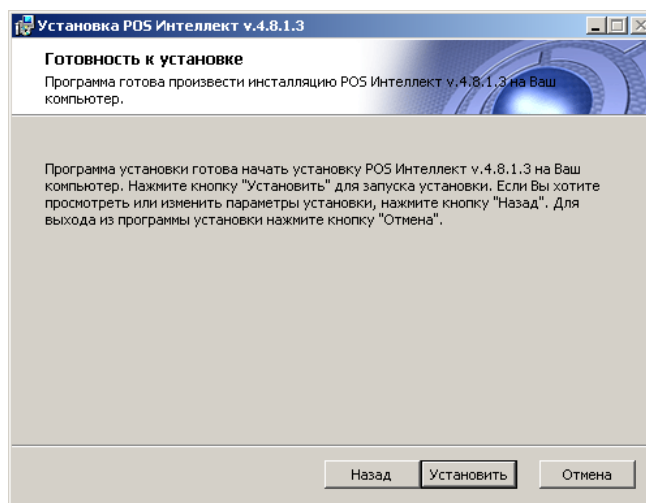 Установка POS Интеллект v.4.8.1.3
Готовность к установке
Программа готова произвести инсталляцию POS Интеллект v.4.8.1.3 на Ваш
компьютер.
Программа установки готова начать установку POS Интеллект v.4.8.1.3 на Ваш
компьютер. Нажмите кнопку "Установить" для запуска установки. Если Вы хотите
просмотреть или изменить параметры установки, нажмите кнопку "Назад". Для
выхода из программы установки нажмите кнопку "Отмена".
Назад Установить Отмена